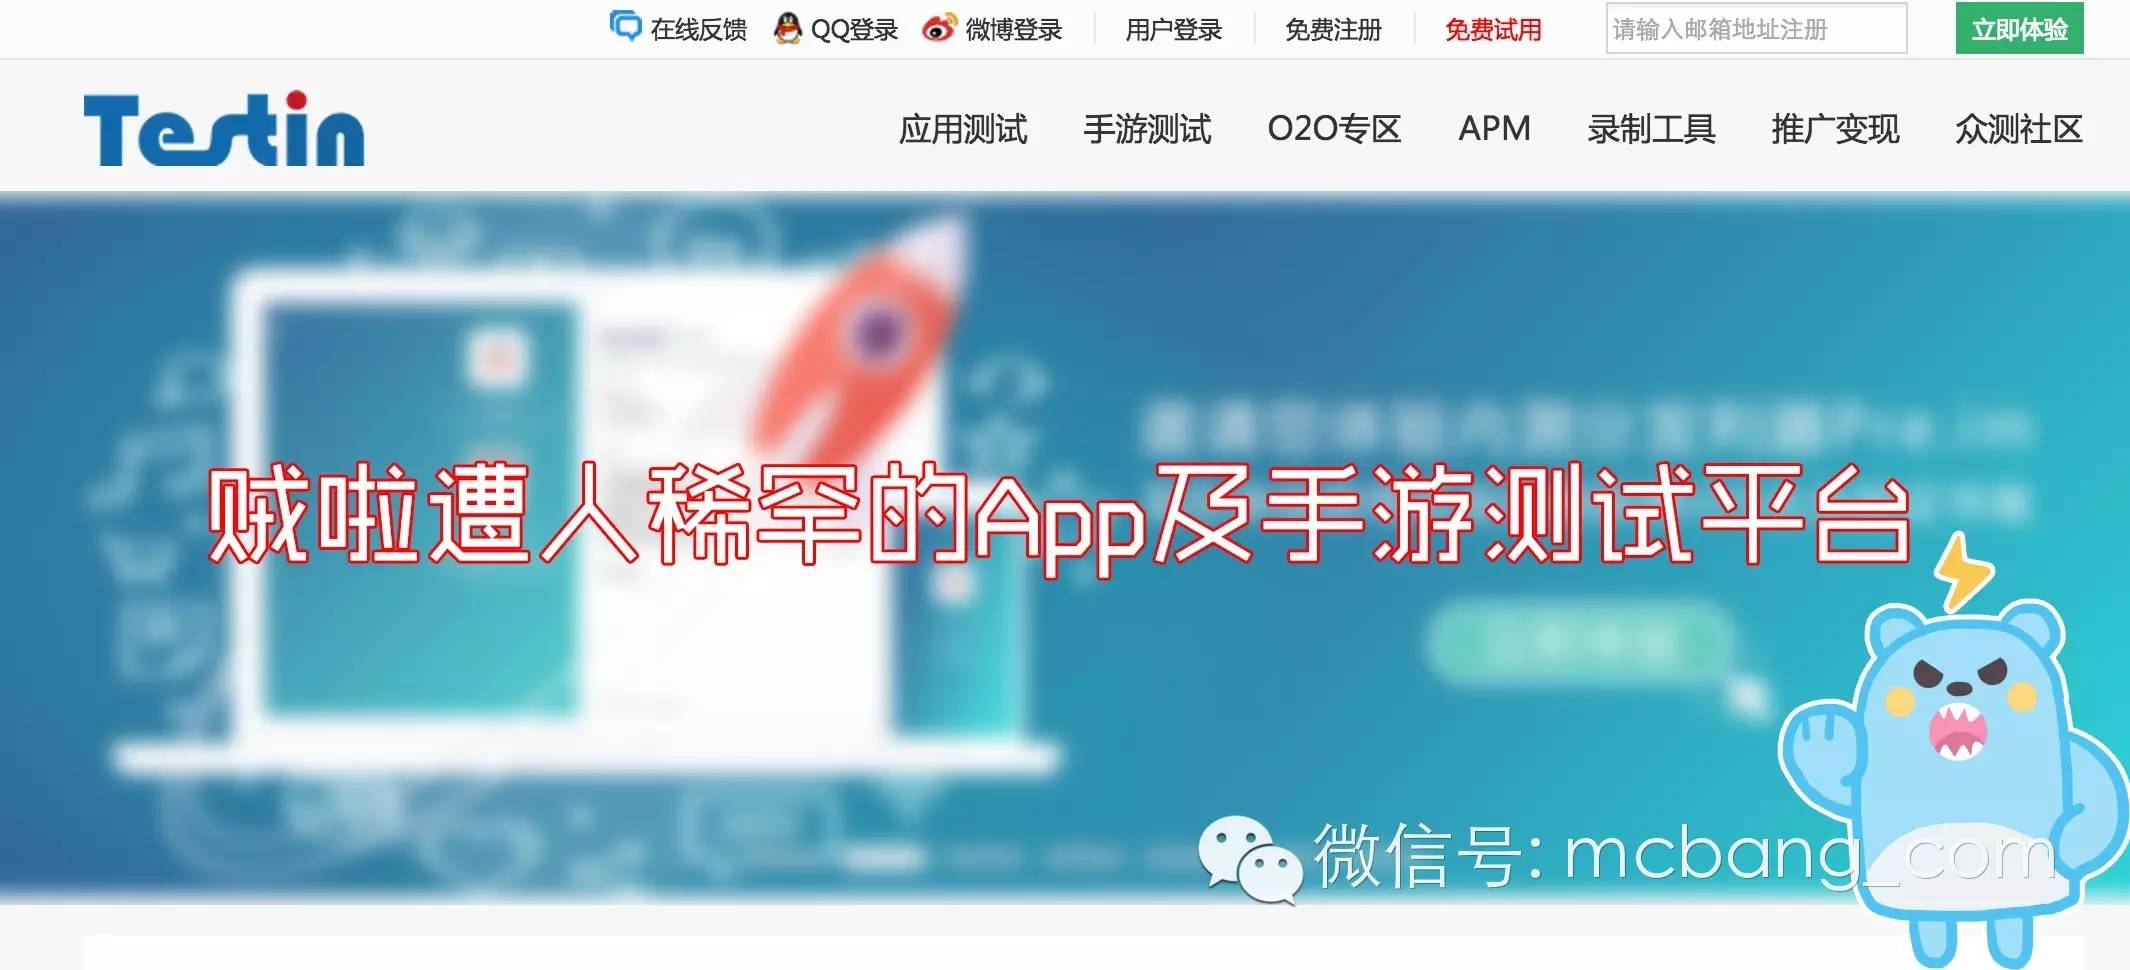 在线反馈 QQ登录 微博登录 用户登录 免费注册 免费试用 请输入邮箱地址注册 立即体验
Testin 应用测试 手游测试 O2O专区 APM 录制工具 推广变现 众测社区
贼啦遭人稀罕的App及手游测试平台
微信号: mcbang_com